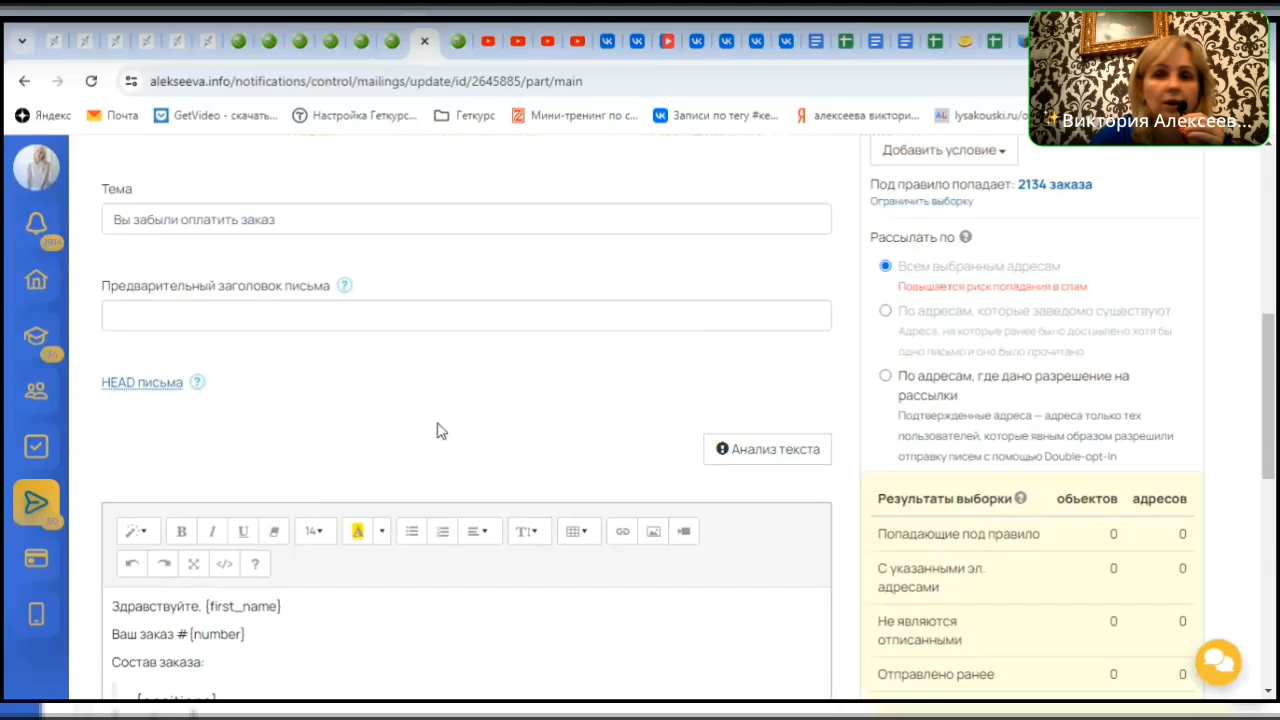 alekseeva.info/notifications/control/mailings/update/id/2645885/part/main
Яндекс
Почта
GetVideo - скачать...
Настройка Геткурс...
Геткурс
Мини-тренинг по с...
Записи по тегу #ке...
алексеева виктори...
lysakouski.ru/
Виктория Алексеев...
1914
34
50
Добавить условие
Под правило попадает: 2134 заказа
Ограничить выборку
Тема
Вы забыли оплатить заказ
Предварительный заголовок письма ?
HEAD письма ?
Анализ текста
Рассылать по ?
Всем выбранным адресам
Повышается риск попадания в спам
По адресам, которые заведомо существуют
Адреса, на которые ранее было доставлено хотя бы
одно письмо и оно было прочитано
По адресам, где дано разрешение на
рассылки
Подтвержденные адреса — адреса только тех
пользователей, которые явным образом разрешили
отправку писем с помощью Double-opt-In
Результаты выборки ? объектов адресов
Попадающие под правило 0 0
С указанными эл.
адресами 0 0
Не являются
отписанными 0 0
Отправлено ранее 0 0
B I U 14 A
</> ?
Здравствуйте, {first_name}
Ваш заказ #{number}
Состав заказа:
{positions}